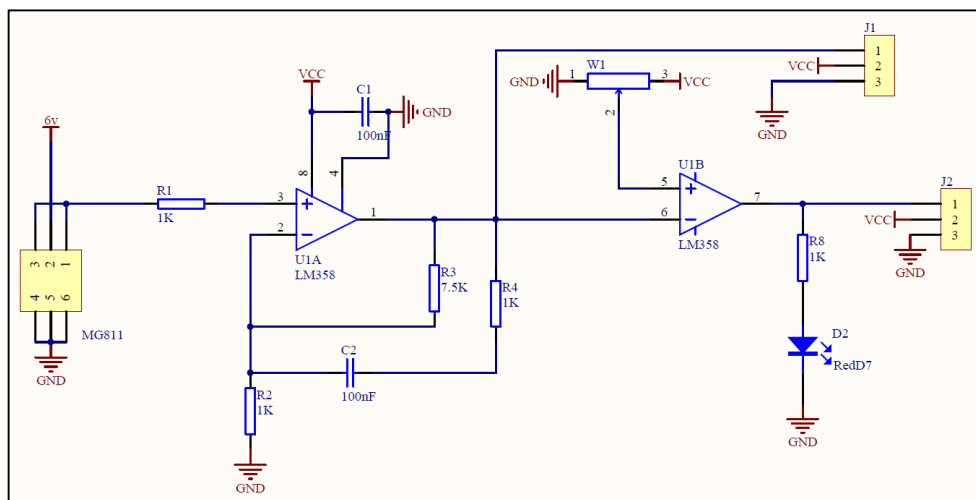 J1
1
VCC
2
3
GND
W1
GND
1
3
VCC
2
VCC
C1
GND
100nF
6v
8
4
R1
1K
3
2
1
U1A
LM358
U1B
5
6
7
LM358
J2
1
VCC
2
3
GND
R8
1K
R3
7.5K
R4
1K
3
2
1
4
5
6
MG811
GND
D2
RedD7
C2
100nF
R2
1K
GND
GND